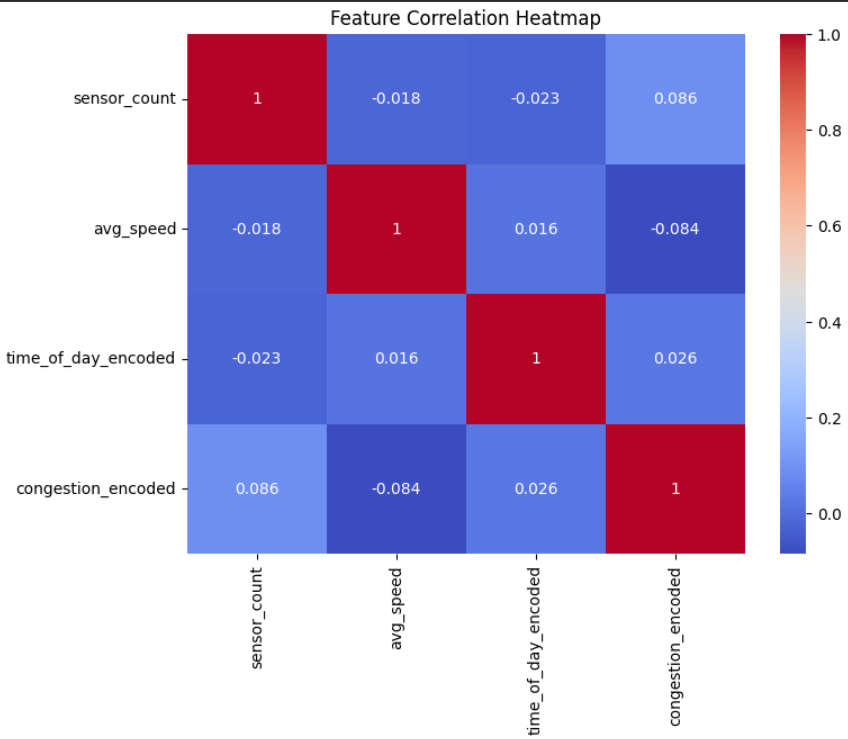 Feature Correlation Heatmap
sensor_count
1
-0.018
-0.023
0.086
avg_speed
-0.018
1
0.016
-0.084
time_of_day_encoded
-0.023
0.016
1
0.026
congestion_encoded
0.086
-0.084
0.026
1
sensor_count
avg_speed
time_of_day_encoded
congestion_encoded
1.0
0.8
0.6
0.4
0.2
0.0